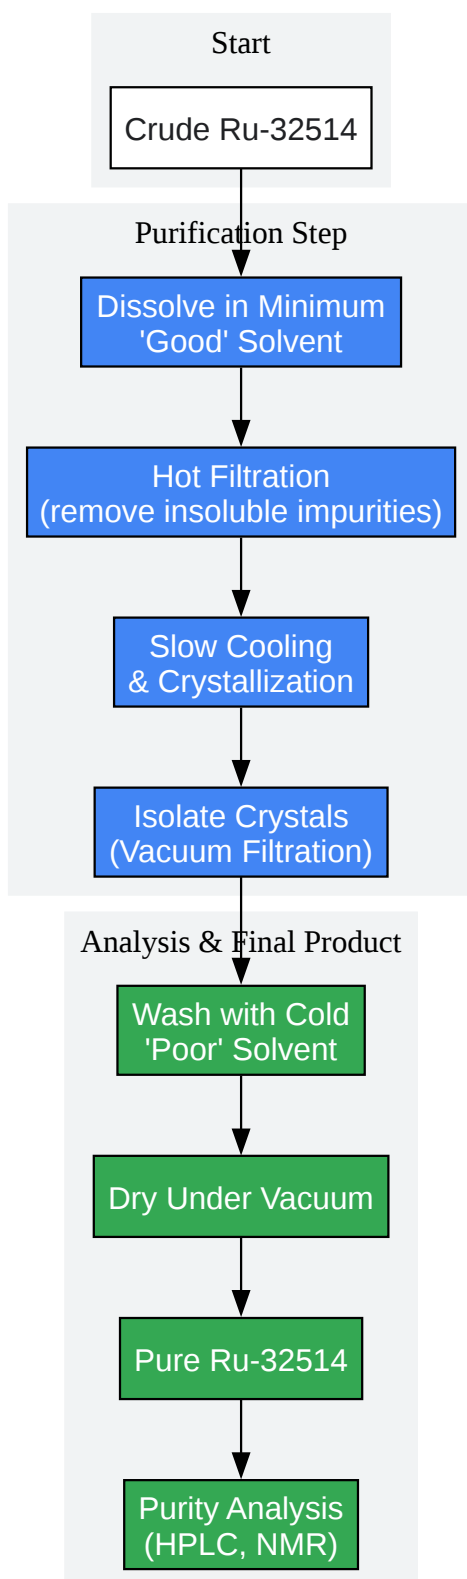 Start
Crude Ru-32514
Purification Step
Dissolve in Minimum
'Good' Solvent
Hot Filtration
(remove insoluble impurities)
Slow Cooling
& Crystallization
Isolate Crystals
(Vacuum Filtration)
Analysis & Final Product
Wash with Cold
'Poor' Solvent
Dry Under Vacuum
Pure Ru-32514
Purity Analysis
(HPLC, NMR)